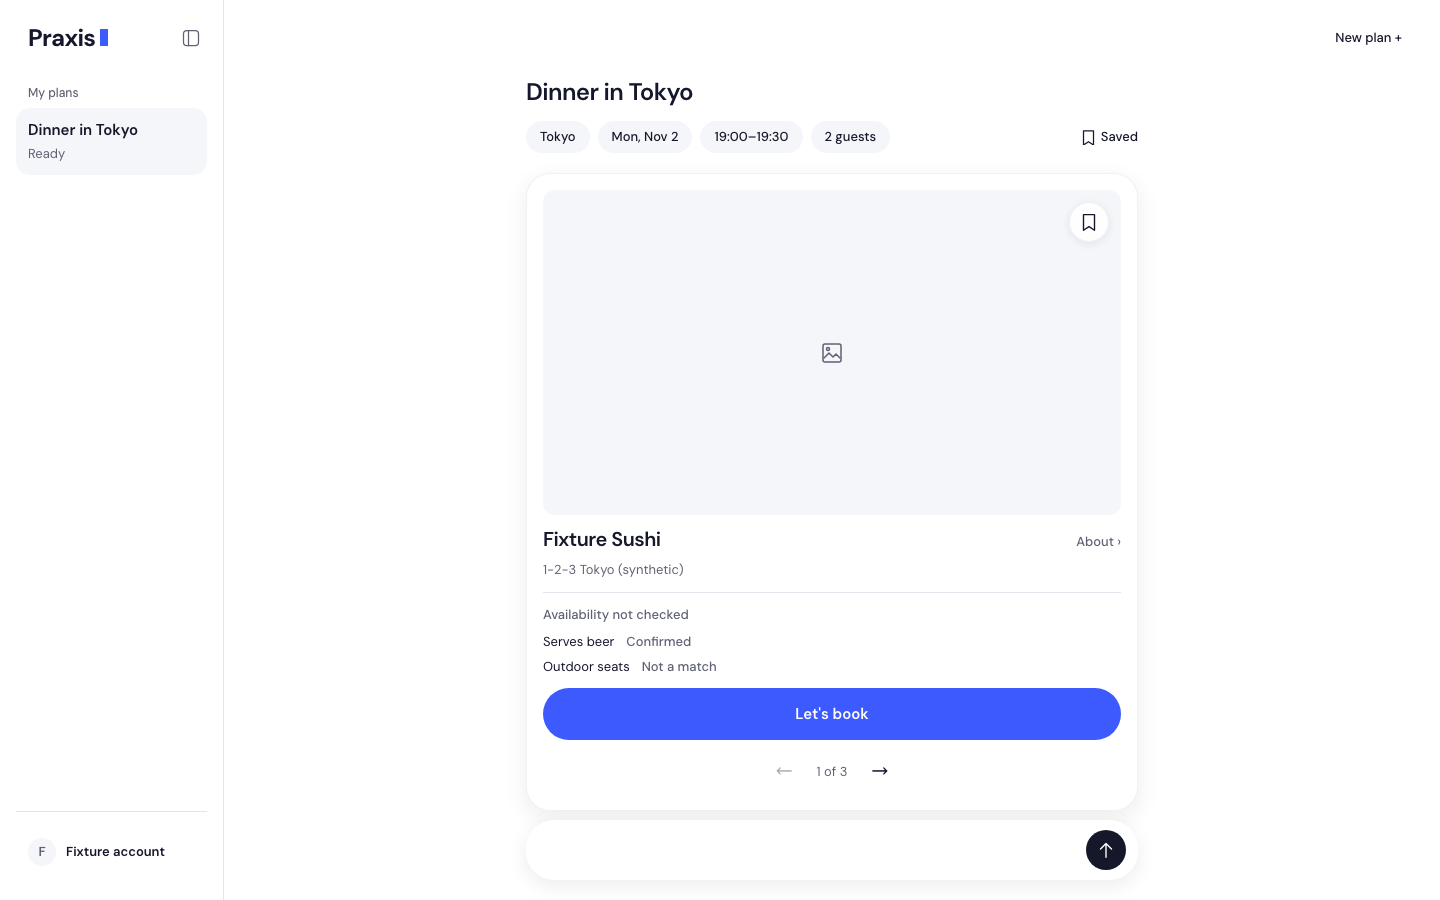 Praxis
New plan +
My plans
Dinner in Tokyo
Ready
Dinner in Tokyo
Tokyo
Mon, Nov 2
19:00–19:30
2 guests
Saved
Fixture Sushi
About ›
1-2-3 Tokyo (synthetic)
Availability not checked
Serves beer Confirmed
Outdoor seats Not a match
Let's book
← 1 of 3 →
F Fixture account